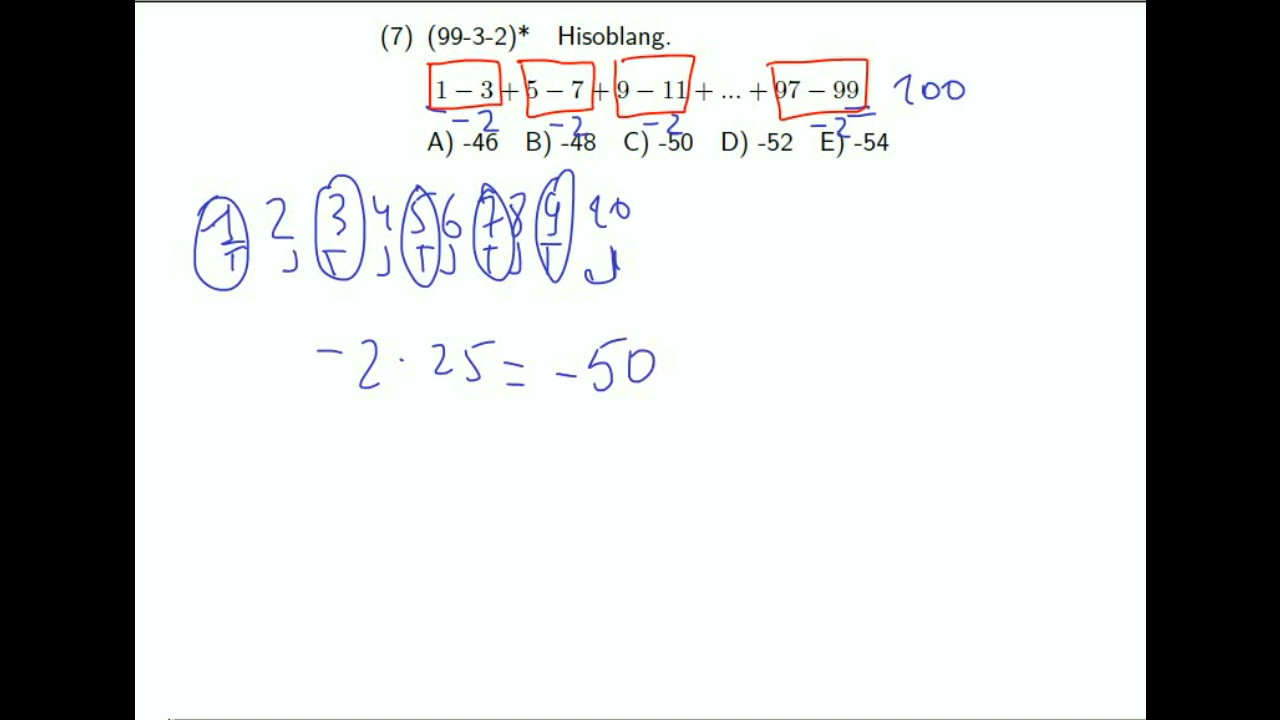 (7) (99-3-2)* Hisoblang.
1 − 3 + 5 − 7 + 9 − 11 + ... + 97 − 99 100
-2 -2 -2 -2
A) -46 B) -48 C) -50 D) -52 E) -54
1 2 3 4 5 6 7 8 9 10
T J T J T J T J T J
-2 · 25 = -50